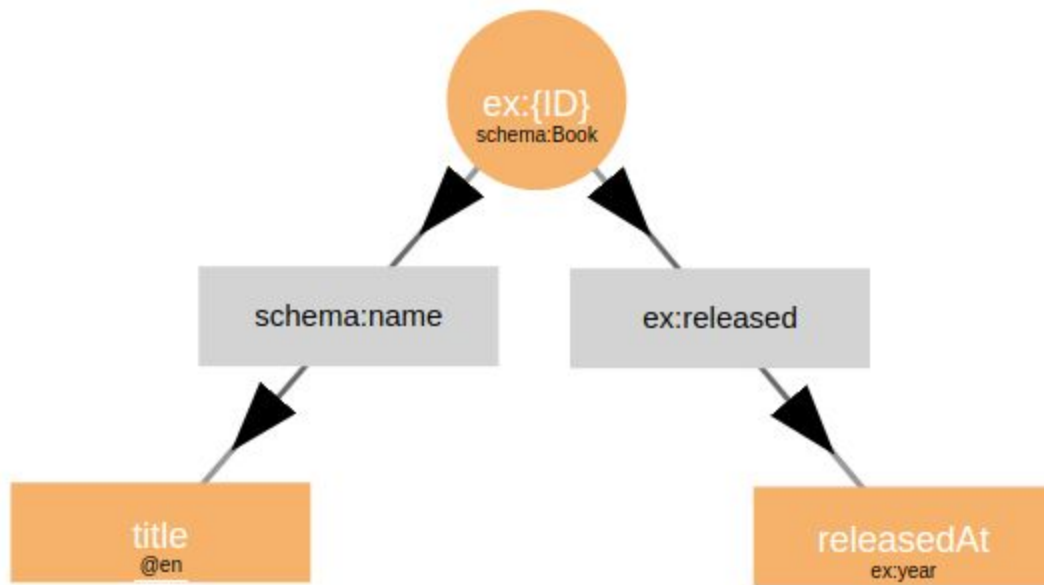 ex:{ID}
schema:Book
schema:name
ex:released
title
@en
releasedAt
ex:year